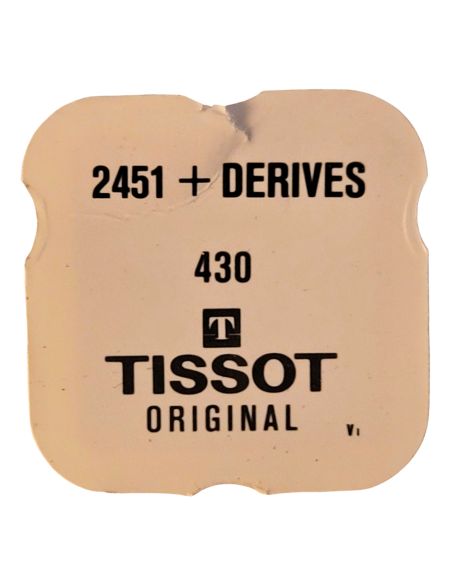 2451 + DERIVES
430
T
TISSOT
ORIGINAL
V1